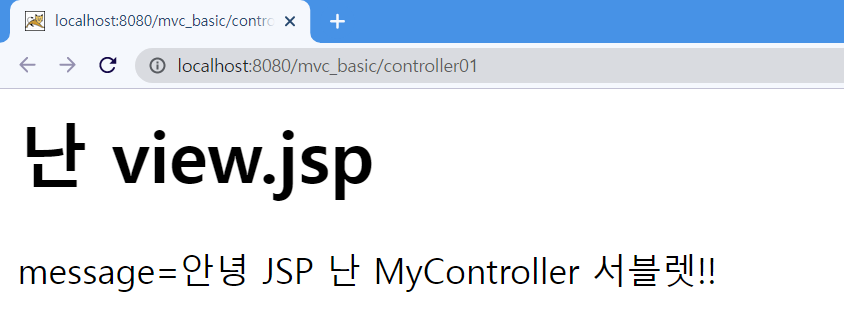 localhost:8080/mvc_basic/contro
localhost:8080/mvc_basic/controller01
난 view.jsp
message=안녕 JSP 난 MyController 서블렛!!